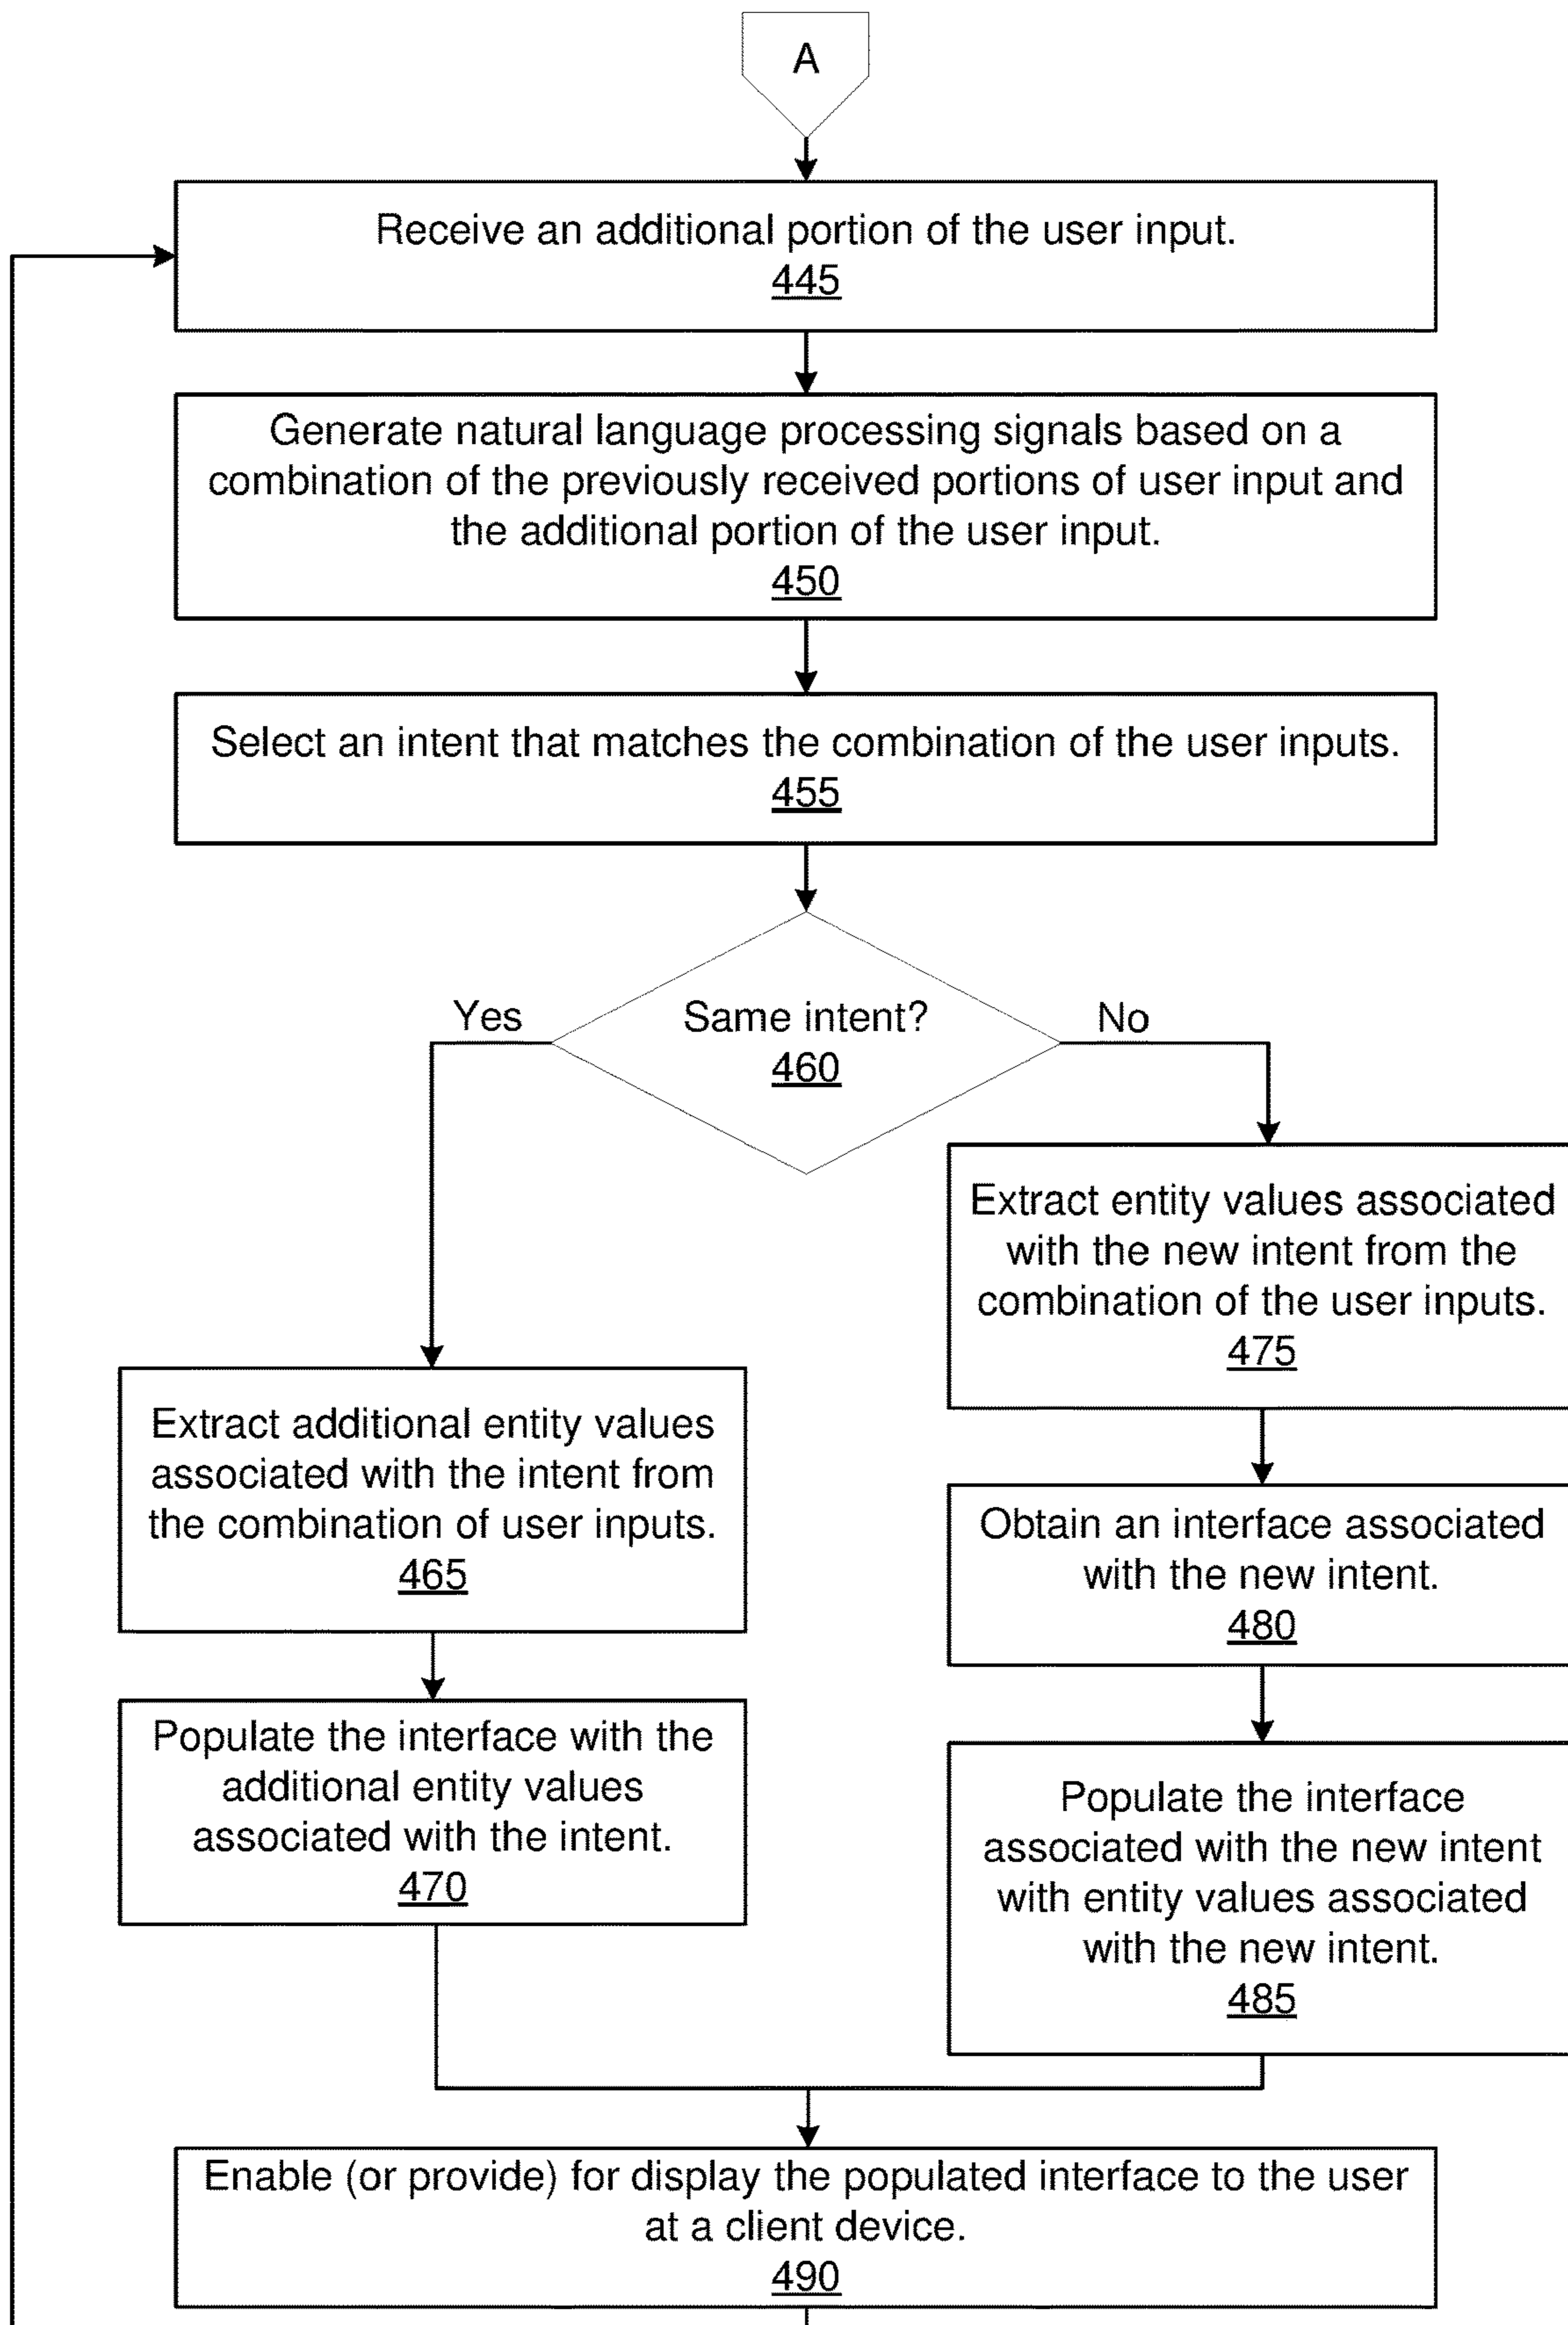 A
Receive an additional portion of the user input.
445
Generate natural language processing signals based on a
combination of the previously received portions of user input and
the additional portion of the user input.
450
Select an intent that matches the combination of the user inputs.
455
Same intent?
460
Yes
No
Extract additional entity values
associated with the intent from
the combination of user inputs.
465
Populate the interface with the
additional entity values
associated with the intent.
470
Extract entity values associated
with the new intent from the
combination of the user inputs.
475
Obtain an interface associated
with the new intent.
480
Populate the interface
associated with the new intent
with entity values associated
with the new intent.
485
Enable (or provide) for display the populated interface to the user
at a client device.
490